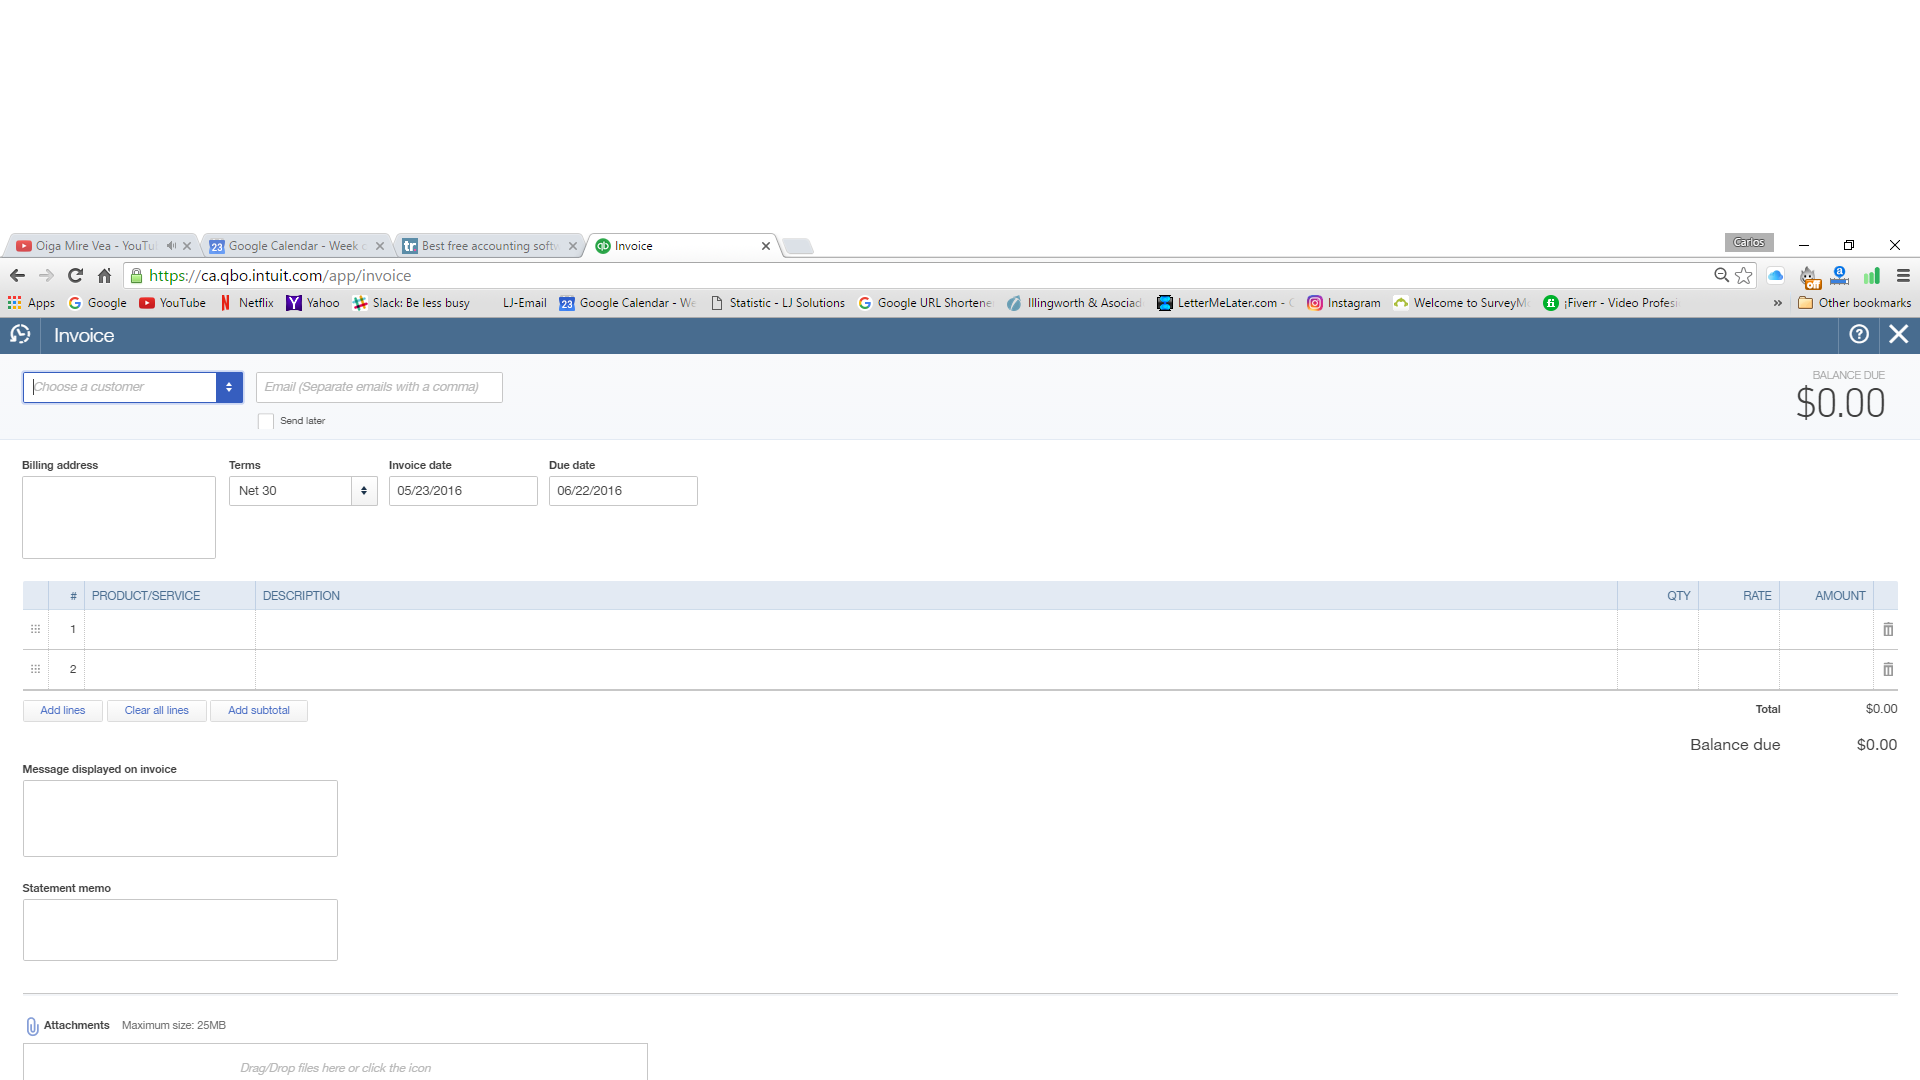 Oiga Mire Vea - YouTu
23 Google Calendar - Week
tr Best free accounting softw
qb Invoice
Carlos
https://ca.qbo.intuit.com/app/invoice
Apps Google YouTube Netflix Yahoo Slack: Be less busy LJ-Email 23 Google Calendar - We Statistic - LJ Solutions Google URL Shortene Illingworth & Asociad LetterMeLater.com - Instagram Welcome to SurveyM fi ¡Fiverr - Video Profesi » Other bookmarks
Invoice
Choose a customer Email (Separate emails with a comma) BALANCE DUE
$0.00
Send later
Billing address Terms Invoice date Due date
Net 30 05/23/2016 06/22/2016
# PRODUCT/SERVICE DESCRIPTION QTY RATE AMOUNT
1
2
Add lines Clear all lines Add subtotal Total $0.00
Balance due $0.00
Message displayed on invoice
Statement memo
Attachments Maximum size: 25MB
Drag/Drop files here or click the icon